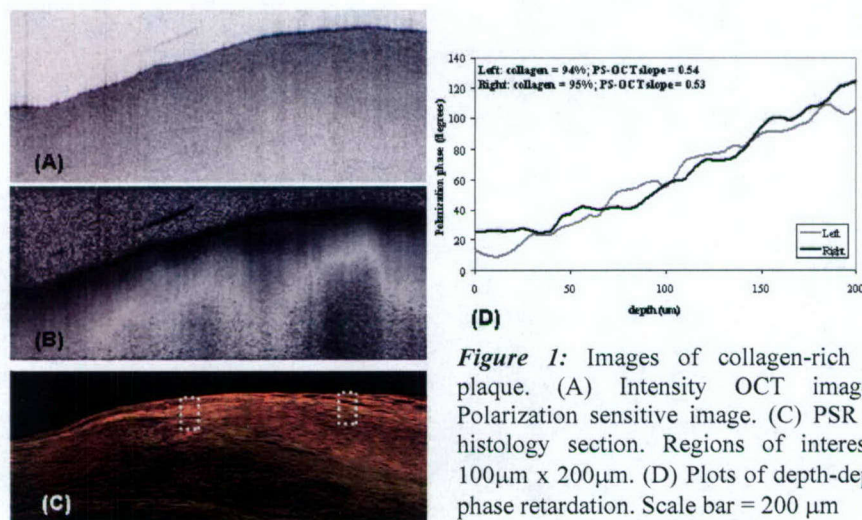 (A)
(B)
(C)
Left: collagen = 94%; PS-OCT slope = 0.54
Right: collagen = 95%; PS-OCT slope = 0.53
140
120
100
80
60
40
20
0
Polarization phase (degrees)
0 50 100 150 200
depth (um)
Left
Right
(D)
Figure 1: Images of collagen-rich
plaque. (A) Intensity OCT imag
Polarization sensitive image. (C) PSR
histology section. Regions of interes
100µm x 200µm. (D) Plots of depth-de
phase retardation. Scale bar = 200 µm